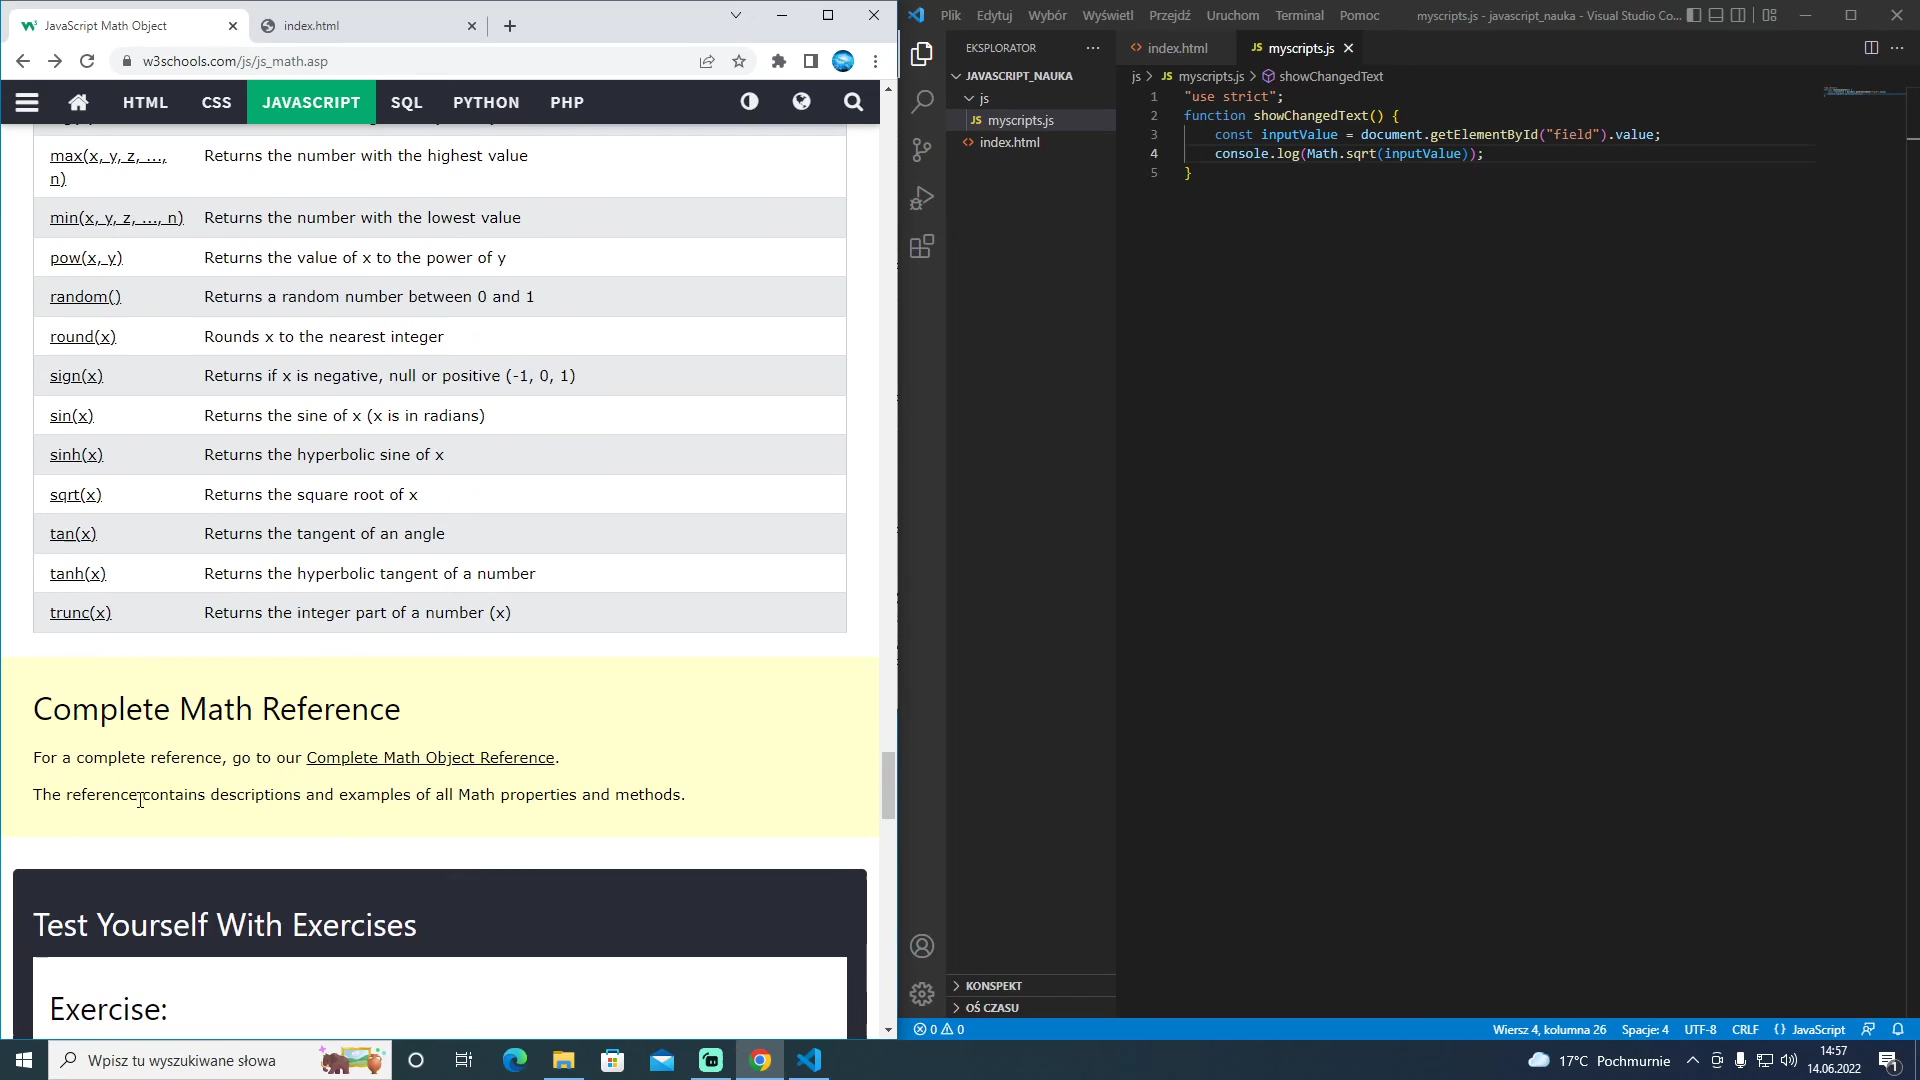 JavaScript Math Object
index.html
w3schools.com/js/js_math.asp
HTML
CSS
JAVASCRIPT
SQL
PYTHON
PHP
max(x, y, z, ..., n)
Returns the number with the highest value
min(x, y, z, ..., n)
Returns the number with the lowest value
pow(x, y)
Returns the value of x to the power of y
random()
Returns a random number between 0 and 1
round(x)
Rounds x to the nearest integer
sign(x)
Returns if x is negative, null or positive (-1, 0, 1)
sin(x)
Returns the sine of x (x is in radians)
sinh(x)
Returns the hyperbolic sine of x
sqrt(x)
Returns the square root of x
tan(x)
Returns the tangent of an angle
tanh(x)
Returns the hyperbolic tangent of a number
trunc(x)
Returns the integer part of a number (x)
Complete Math Reference
For a complete reference, go to our Complete Math Object Reference.
The reference contains descriptions and examples of all Math properties and methods.
Test Yourself With Exercises
Exercise:
Plik Edytuj Wybór Wyświetl Przejdź Uruchom Terminal Pomoc
myscripts.js - javascript_nauka - Visual Studio Co...
EKSPLORATOR
JAVASCRIPT_NAUKA
js
JS myscripts.js
index.html
KONSPEKT
OŚ CZASU
index.html
JS myscripts.js
js > JS myscripts.js > showChangedText
1 "use strict";
2 function showChangedText() {
3 const inputValue = document.getElementById("field").value;
4 console.log(Math.sqrt(inputValue));
5 }
0 0
Wiersz 4, kolumna 26 Spacje: 4 UTF-8 CRLF {} JavaScript
Wpisz tu wyszukiwane słowa
17°C Pochmurnie
14:57
14.06.2022
1